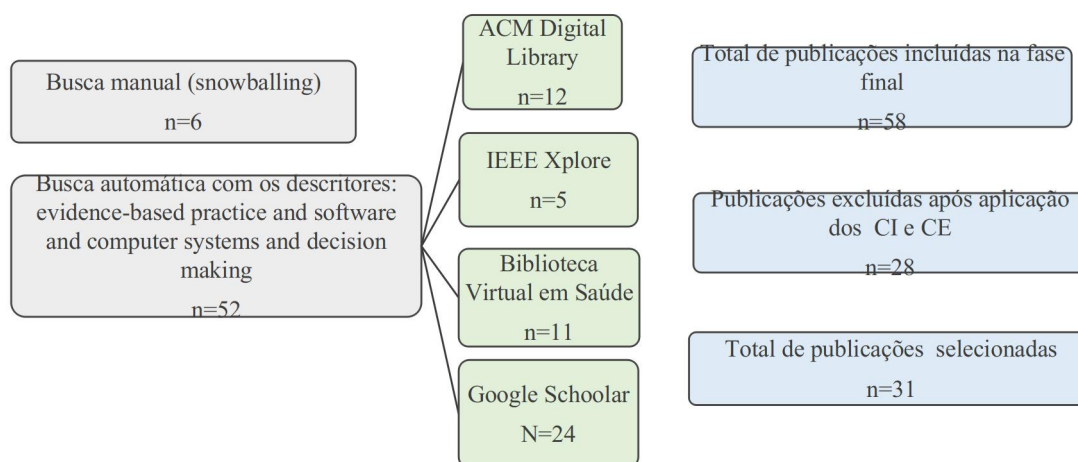 Busca manual (snowballing)
n=6
Busca automática com os descritores:
evidence-based practice and software
and computer systems and decision
making
n=52
ACM Digital
Library
n=12
IEEE Xplore
n=5
Biblioteca
Virtual em Saúde
n=11
Google Schoolar
N=24
Total de publicações incluídas na fase
final
n=58
Publicações excluídas após aplicação
dos CI e CE
n=28
Total de publicações selecionadas
n=31